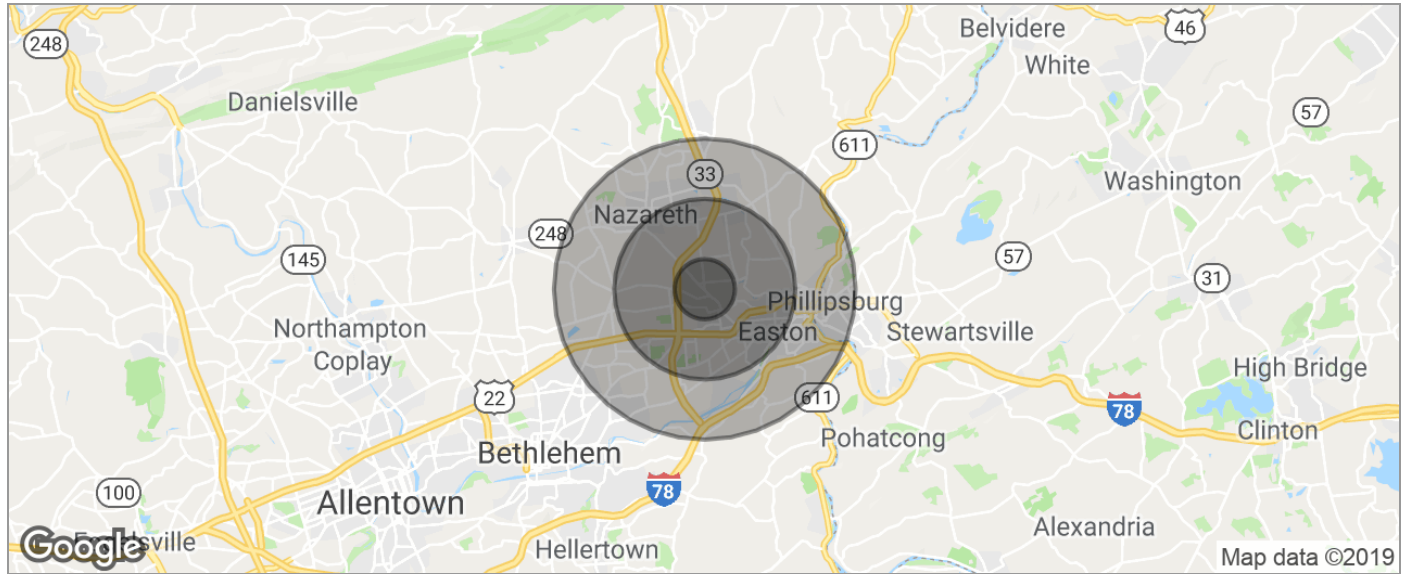 Belvidere
46
248
White
Danielsville
57
611
33
Washington
Nazareth
248
145
57
31
Phillipsburg
Northampton
Coplay
Easton
Stewartsville
High Bridge
22
611
78
Clinton
Pohatcong
Bethlehem
100
78
Allentown
Alexandria
Google
Hellertown
Map data ©2019